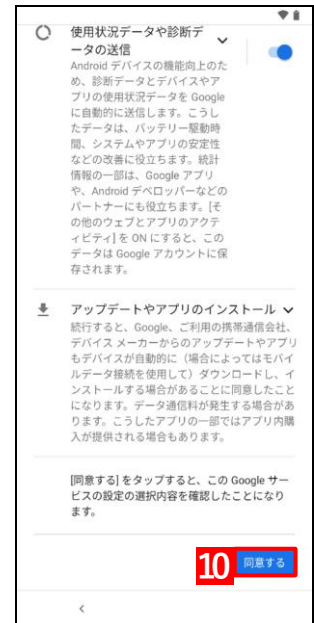 使用状況データや診断デ
ータの送信
Android デバイスの機能向上のた
め、診断データとデバイスやア
プリの使用状況データを Google
に自動的に送信します。こうし
たデータは、バッテリー駆動時
間、システムやアプリの安定性
などの改善に役立ちます。統計
情報の一部は、Google アプリ
や、Android デベロッパーなどの
パートナーにも役立ちます。[そ
の他のウェブとアプリのアクテ
ィビティ] を ON にすると、この
データは Google アカウントに保
存されます。
アップデートやアプリのインストール
続行すると、Google、ご利用の携帯通信会社、
デバイス メーカーからのアップデートやアプリ
もデバイスが自動的に（場合によってはモバイ
ルデータ接続を使用して）ダウンロードし、イ
ンストールする場合があることに同意したこと
になります。データ通信料が発生する場合があ
ります。こうしたアプリの一部ではアプリ内購
入が提供される場合もあります。
[同意する] をタップすると、この Google サー
ビスの設定の選択内容を確認したことになり
ます。
10 同意する